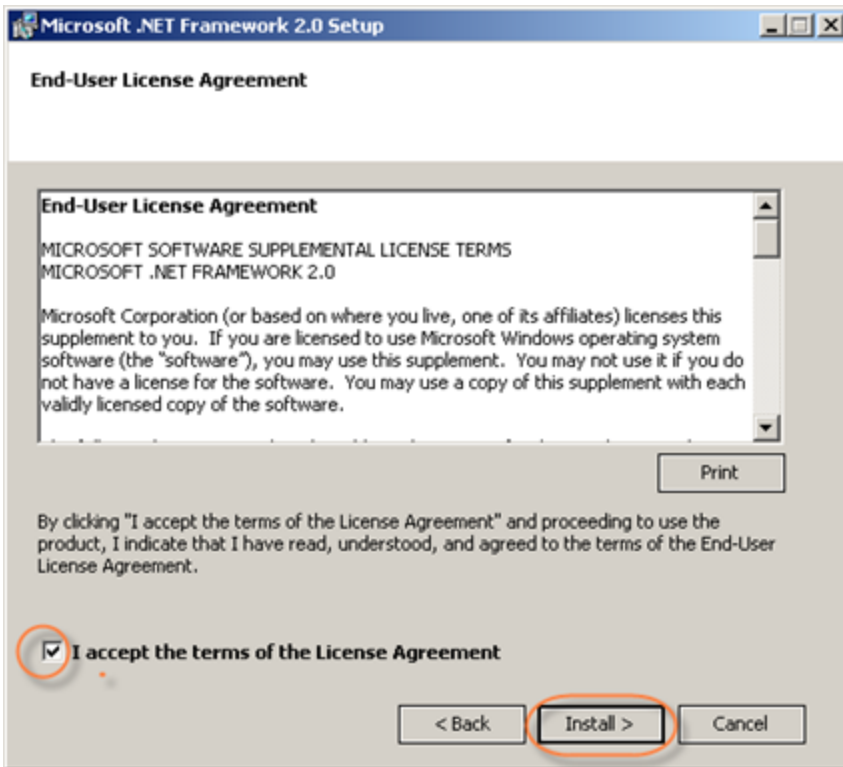 Microsoft .NET Framework 2.0 Setup
End-User License Agreement
End-User License Agreement
MICROSOFT SOFTWARE SUPPLEMENTAL LICENSE TERMS
MICROSOFT .NET FRAMEWORK 2.0
Microsoft Corporation (or based on where you live, one of its affiliates) licenses this
supplement to you.  If you are licensed to use Microsoft Windows operating system
software (the "software"), you may use this supplement.  You may not use it if you do
not have a license for the software.  You may use a copy of this supplement with each
validly licensed copy of the software.
Print
By clicking "I accept the terms of the License Agreement" and proceeding to use the
product, I indicate that I have read, understood, and agreed to the terms of the End-User
License Agreement.
I accept the terms of the License Agreement
< Back Install > Cancel